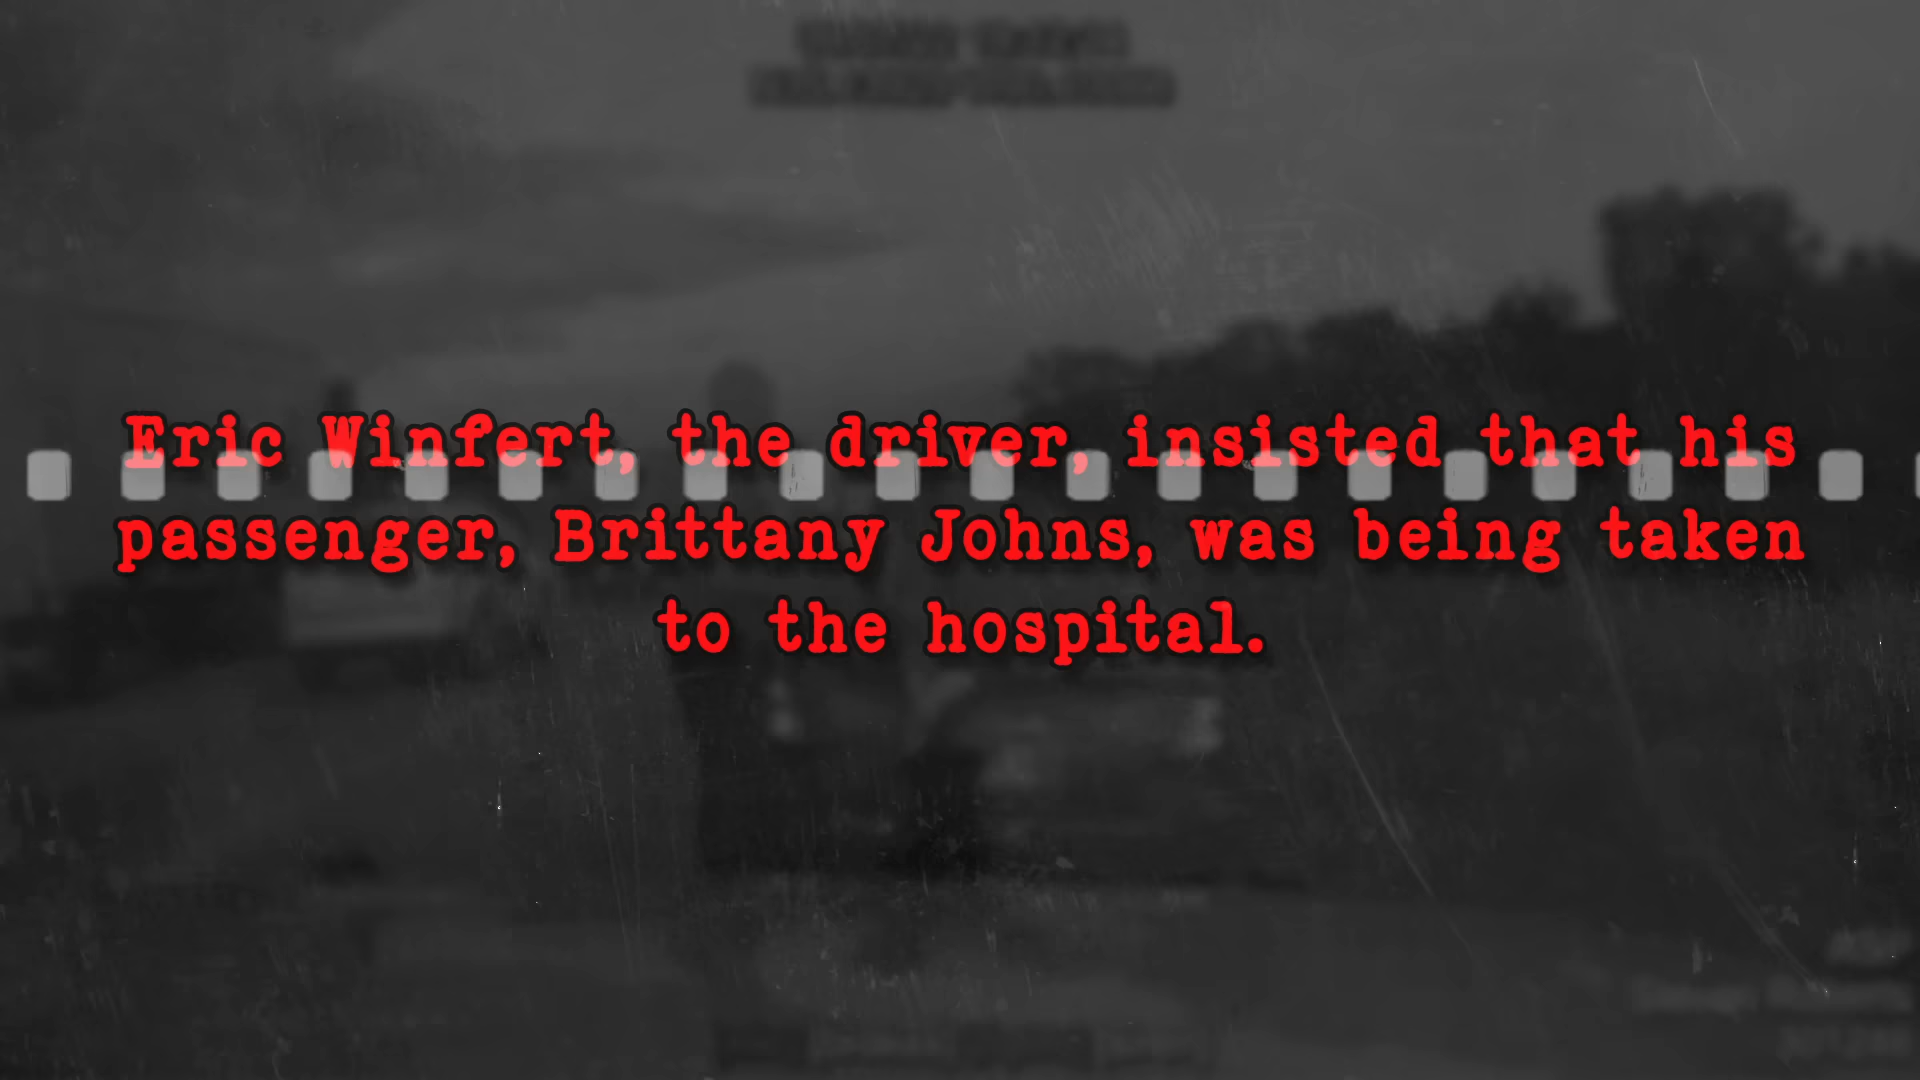 Eric Winfert, the driver, insisted that his
passenger, Brittany Johns, was being taken
to the hospital.